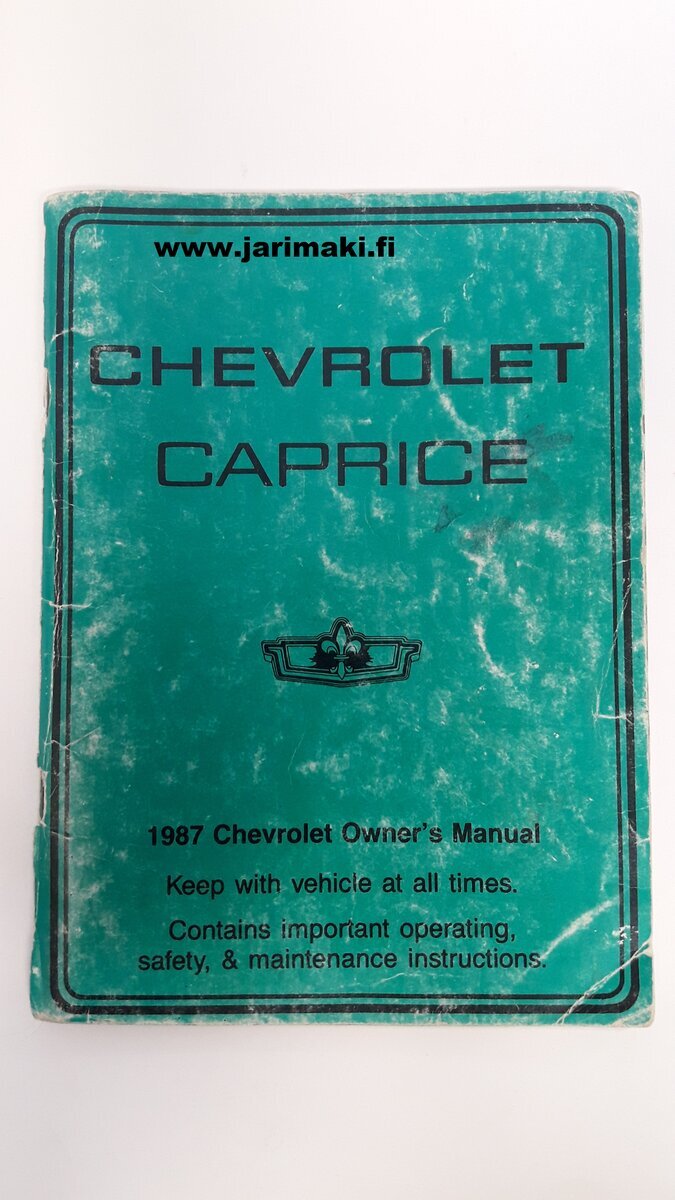 www.jarimaki.fi
CHEVROLET
CAPRICE
1987 Chevrolet Owner's Manual
Keep with vehicle at all times.
Contains important operating,
safety, & maintenance instructions.